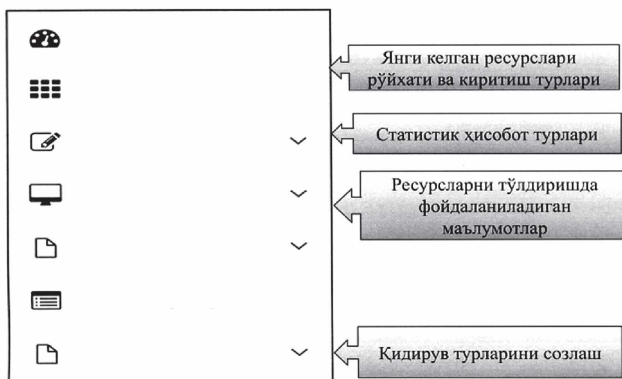 Янги келган ресурслари
рўйхати ва киритиш турлари
Статистик ҳисобот турлари
Ресурсларни тўлдиришда
фойдаланиладиган
маълумотлар
Қидирув турларини созлаш